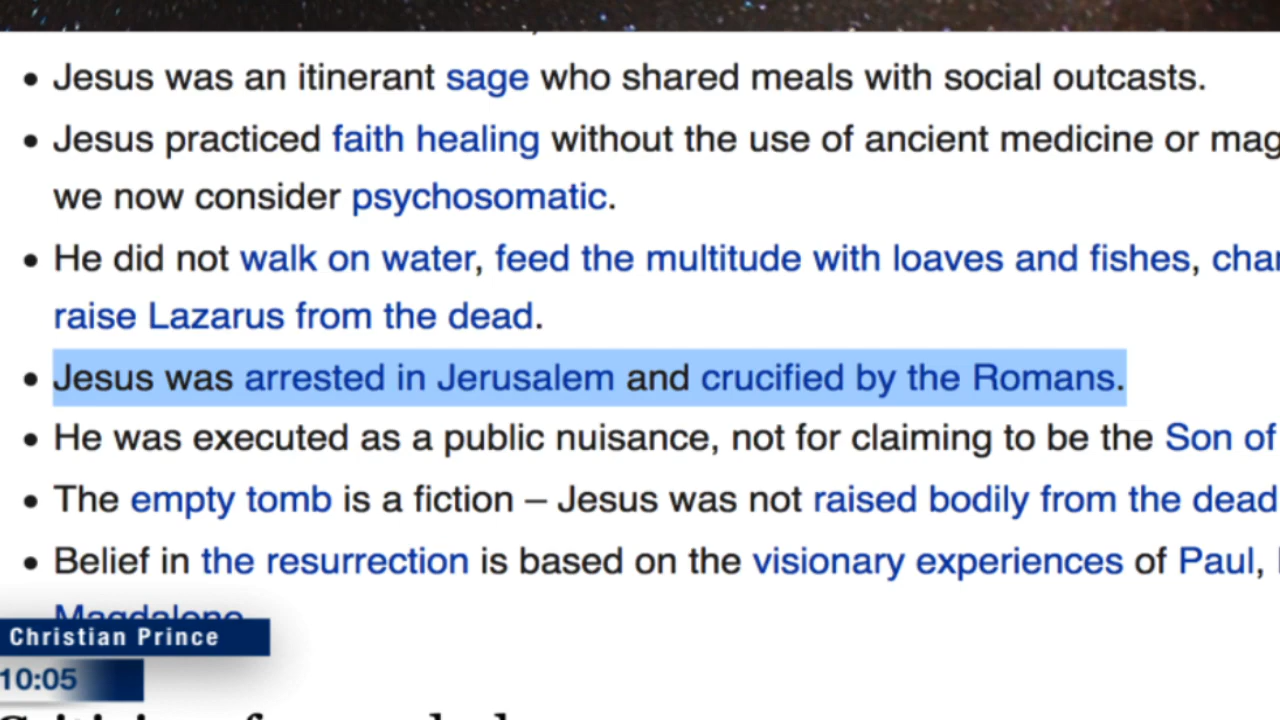 Jesus was an itinerant sage who shared meals with social outcasts.
Jesus practiced faith healing without the use of ancient medicine or mag
we now consider psychosomatic.
He did not walk on water, feed the multitude with loaves and fishes, cha
raise Lazarus from the dead.
Jesus was arrested in Jerusalem and crucified by the Romans.
He was executed as a public nuisance, not for claiming to be the Son of
The empty tomb is a fiction – Jesus was not raised bodily from the dead
Belief in the resurrection is based on the visionary experiences of Paul,
Magdalene
Christian Prince
10:05